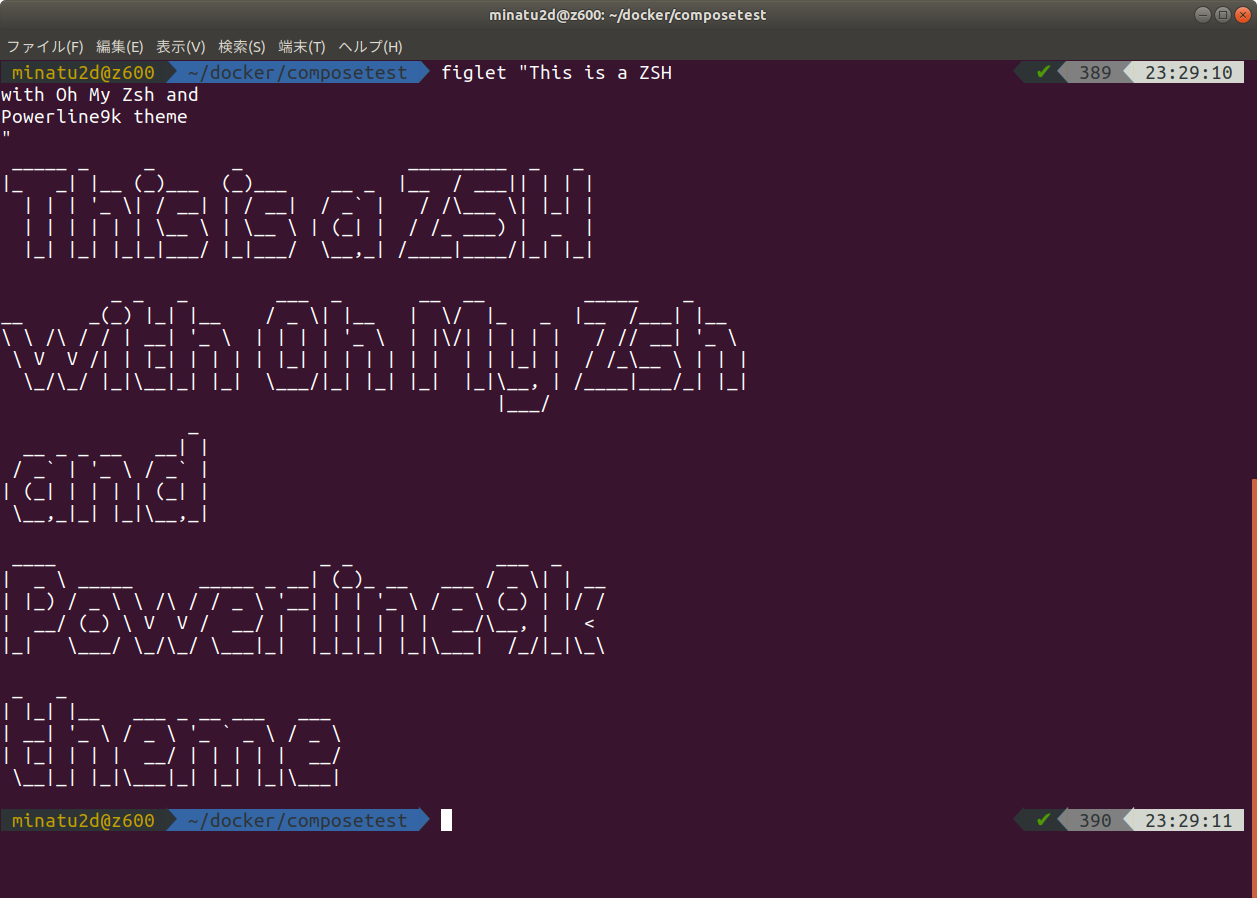 minatu2d@z600: ~/docker/composetest
ファイル(F) 編集(E) 表示(V) 検索(S) 端末(T) ヘルプ(H)
minatu2d@z600 ~/docker/composetest figlet "This is a ZSH ✔ 389 23:29:10
with Oh My Zsh and
Powerline9k theme
"
This is a ZSH
with Oh My Zsh
and
Powerline9k
theme
minatu2d@z600 ~/docker/composetest ✔ 390 23:29:11